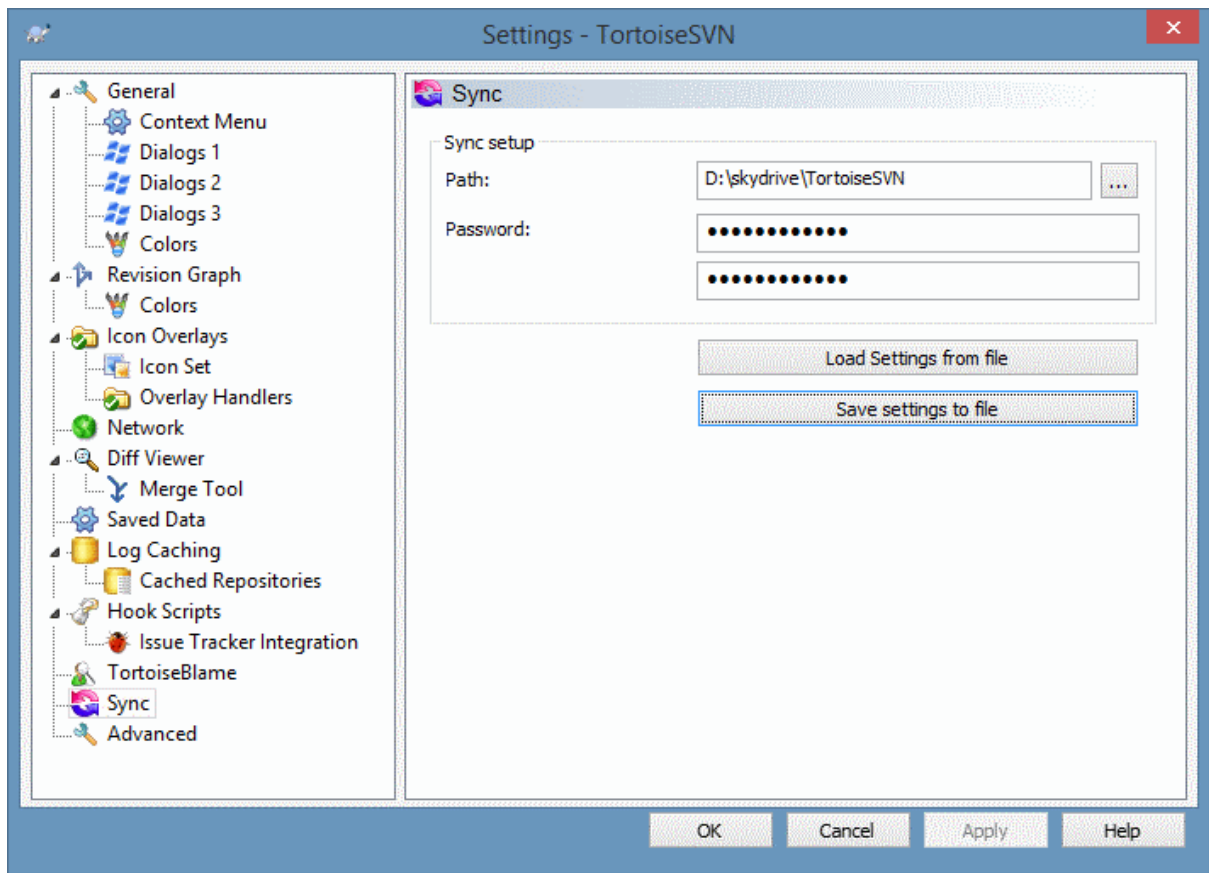 Settings - TortoiseSVN
General
Context Menu
Dialogs 1
Dialogs 2
Dialogs 3
Colors
Revision Graph
Colors
Icon Overlays
Icon Set
Overlay Handlers
Network
Diff Viewer
Merge Tool
Saved Data
Log Caching
Cached Repositories
Hook Scripts
Issue Tracker Integration
TortoiseBlame
Sync
Advanced
Sync
Sync setup
Path: D:\skydrive\TortoiseSVN ...
Password: ●●●●●●●●●●●●
●●●●●●●●●●●●
Load Settings from file
Save settings to file
OK Cancel Apply Help